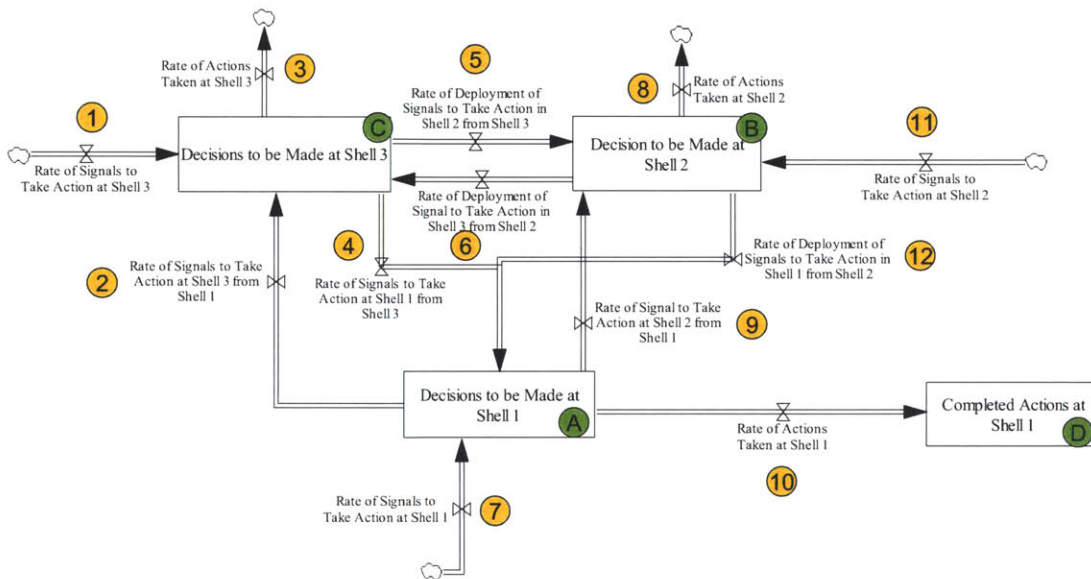 3
Rate of Actions
Taken at Shell 3
5
Rate of Deployment of
Signals to Take Action in
Shell 2 from Shell 3
8
Rate of Actions
Taken at Shell 2
1
C
B
11
Decisions to be Made at Shell 3
Decision to be Made at
Shell 2
Rate of Signals to
Take Action at Shell 3
Rate of Signals to
Take Action at Shell 2
Rate of Deployment of
Signal to Take Action in
Shell 3 from Shell 2
4
6
2
Rate of Signals to Take
Action at Shell 3 from
Shell 1
Rate of Signals to Take
Action at Shell 1 from
Shell 3
Rate of Deployment of
Signals to Take Action in
Shell 1 from Shell 2
12
Rate of Signal to Take
Action at Shell 2 from
Shell 1
9
Decisions to be Made at
Shell 1
A
Rate of Actions
Taken at Shell 1
10
Completed Actions at
Shell 1
D
Rate of Signals to
Take Action at Shell 1
7